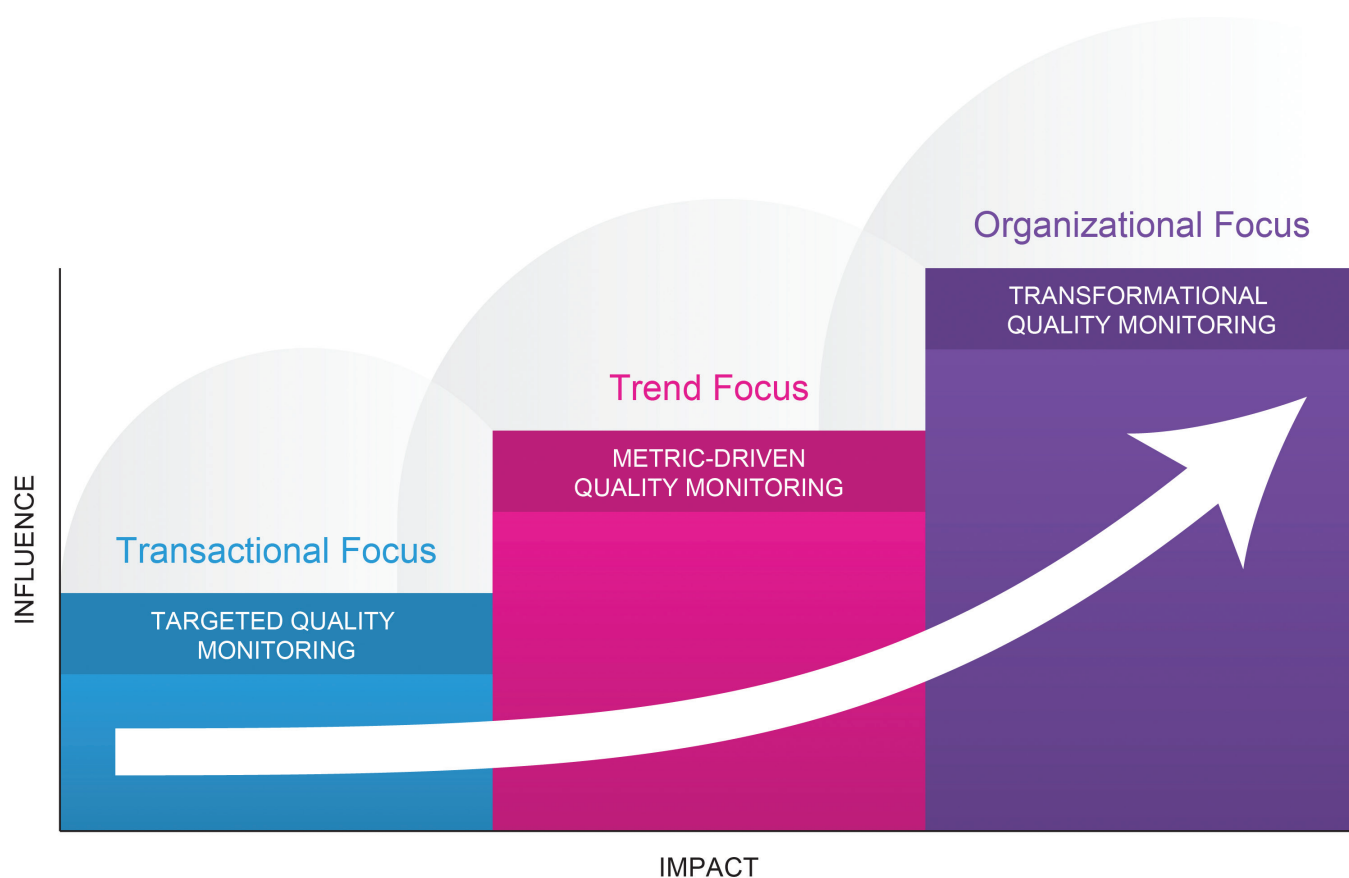 Organizational Focus
TRANSFORMATIONAL
QUALITY MONITORING
Trend Focus
METRIC-DRIVEN
QUALITY MONITORING
Transactional Focus
TARGETED QUALITY
MONITORING
INFLUENCE
IMPACT